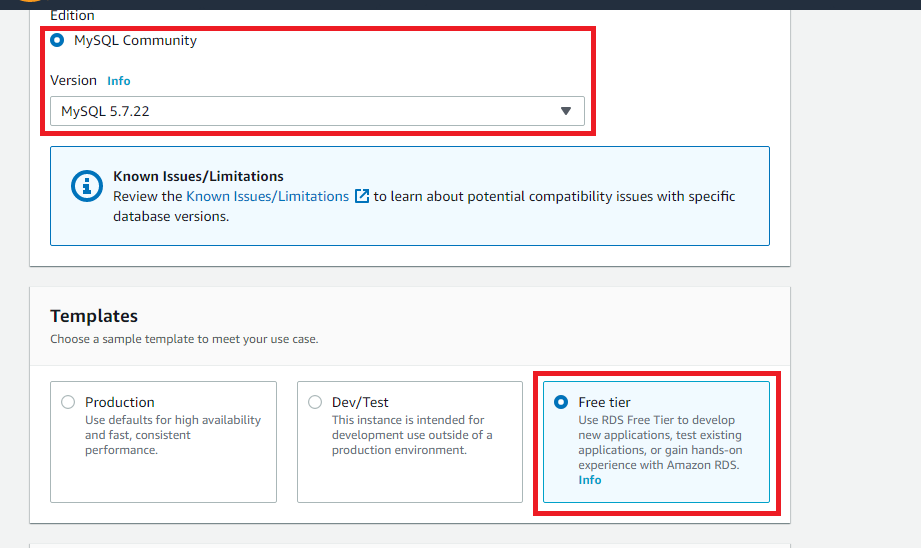 Edition
MySQL Community
Version Info
MySQL 5.7.22
Known Issues/Limitations
Review the Known Issues/Limitations to learn about potential compatibility issues with specific
database versions.
Templates
Choose a sample template to meet your use case.
Production
Use defaults for high availability
and fast, consistent
performance.
Dev/Test
This instance is intended for
development use outside of a
production environment.
Free tier
Use RDS Free Tier to develop
new applications, test existing
applications, or gain hands-on
experience with Amazon RDS.
Info